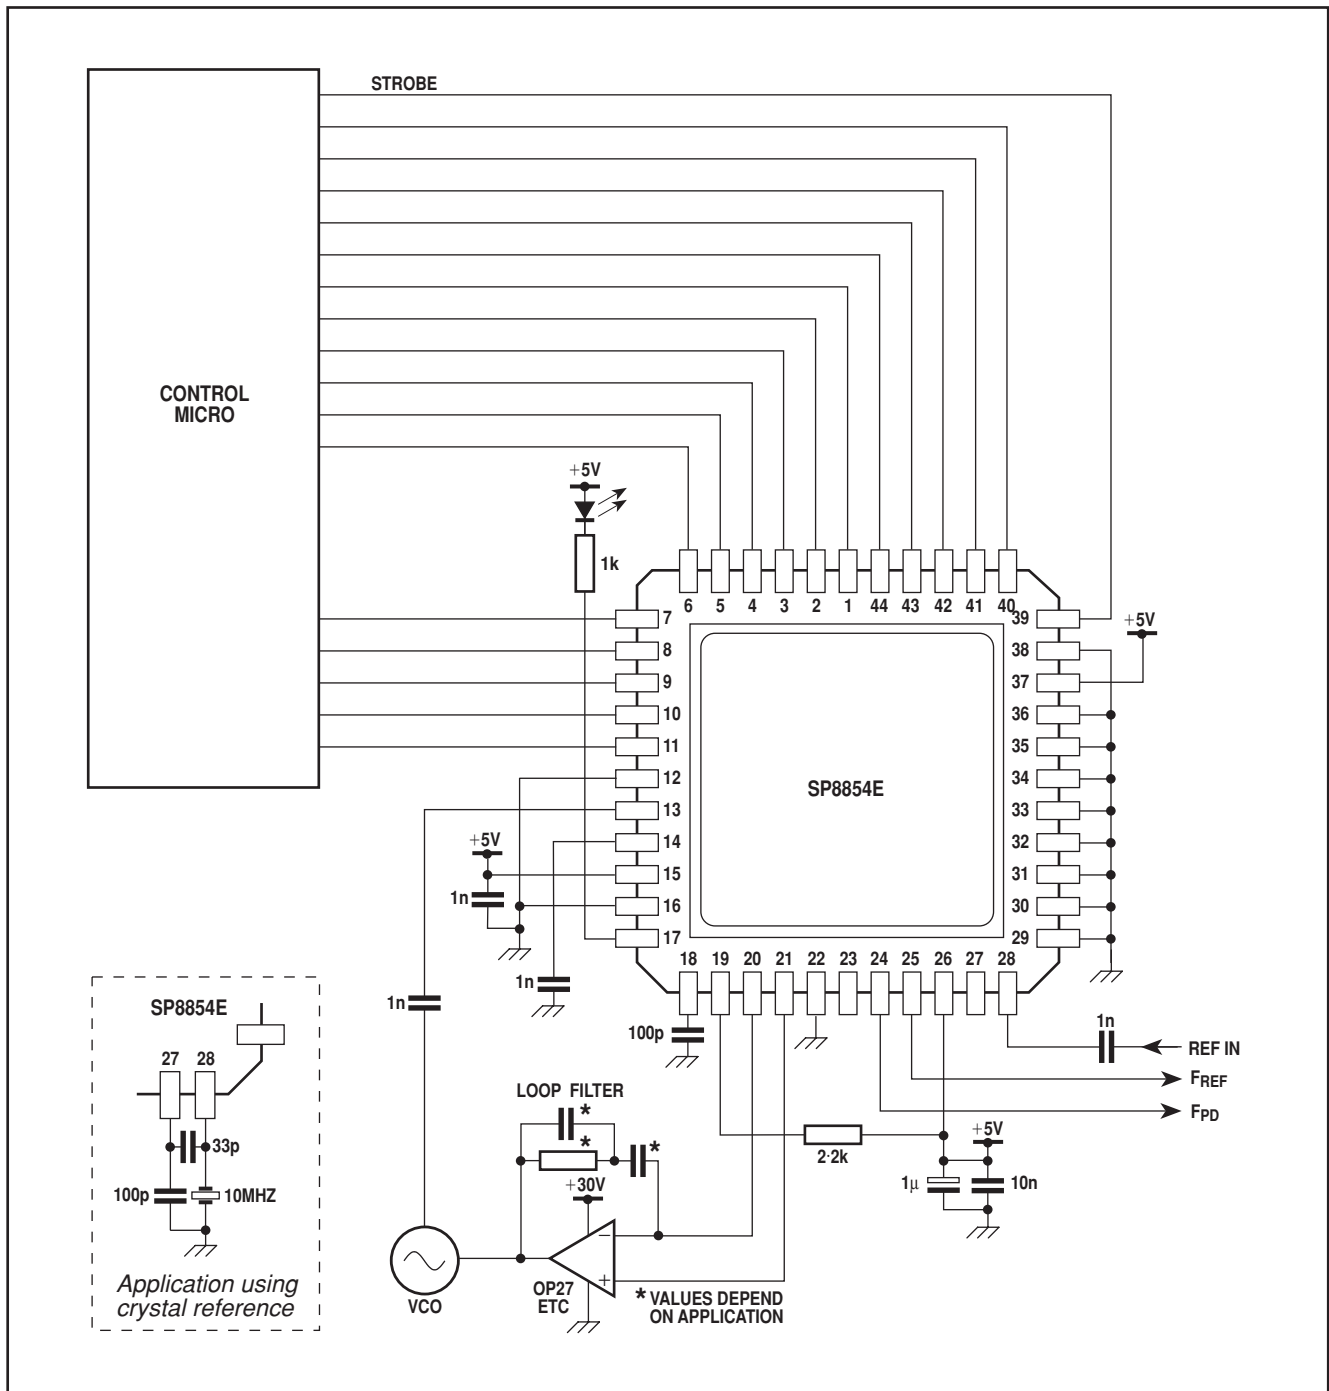 STROBE
CONTROL
MICRO
+5V
1k
6 5 4 3 2 1 44 43 42 41 40
7
8
9
10
11
12
13
14
15
16
17
39
38
37
36
35
34
33
32
31
30
29
+5V
SP8854E
+5V
1n
1n
1n
18 19 20 21 22 23 24 25 26 27 28
100p
1n
REF IN
FREF
FPD
LOOP FILTER
*
*
*
+30V
2·2k
+5V
1µ
10n
−
+
OP27
ETC
VCO
* VALUES DEPEND
ON APPLICATION
SP8854E
27 28
33p
100p
10MHZ
Application using
crystal reference